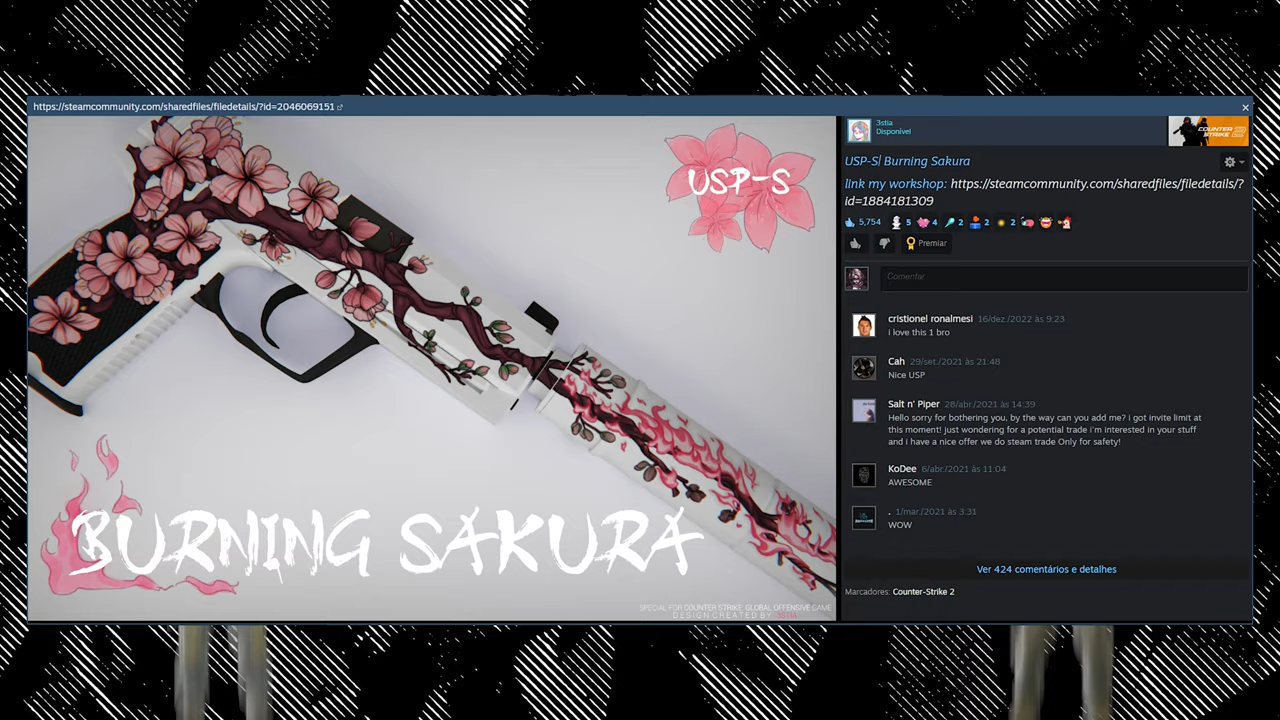 https://steamcommunity.com/sharedfiles/filedetails/?id=2046069151
USP-S
BURNING SAKURA
SPECIAL FOR COUNTER STRIKE: GLOBAL OFFENSIVE GAME
DESIGN CREATED BY
3stia
Disponível
COUNTER
STRIKE 2
USP-S| Burning Sakura
link my workshop: https://steamcommunity.com/sharedfiles/filedetails/?
id=1884181309
5,754 5 4 2 2 2
Premiar
Comentar
cristionel ronalmesi 16/dez./2022 às 9:23
i love this 1 bro
Cah 29/set./2021 às 21:48
Nice USP
Salt n' Piper 28/abr./2021 às 14:39
Hello sorry for bothering you, by the way can you add me? i got invite limit at
this moment! just wondering for a potential trade i'm interested in your stuff
and i have a nice offer we do steam trade Only for safety!
KoDee 6/abr./2021 às 11:04
AWESOME
. 1/mar./2021 às 3:31
WOW
Ver 424 comentários e detalhes
Marcadores: Counter-Strike 2